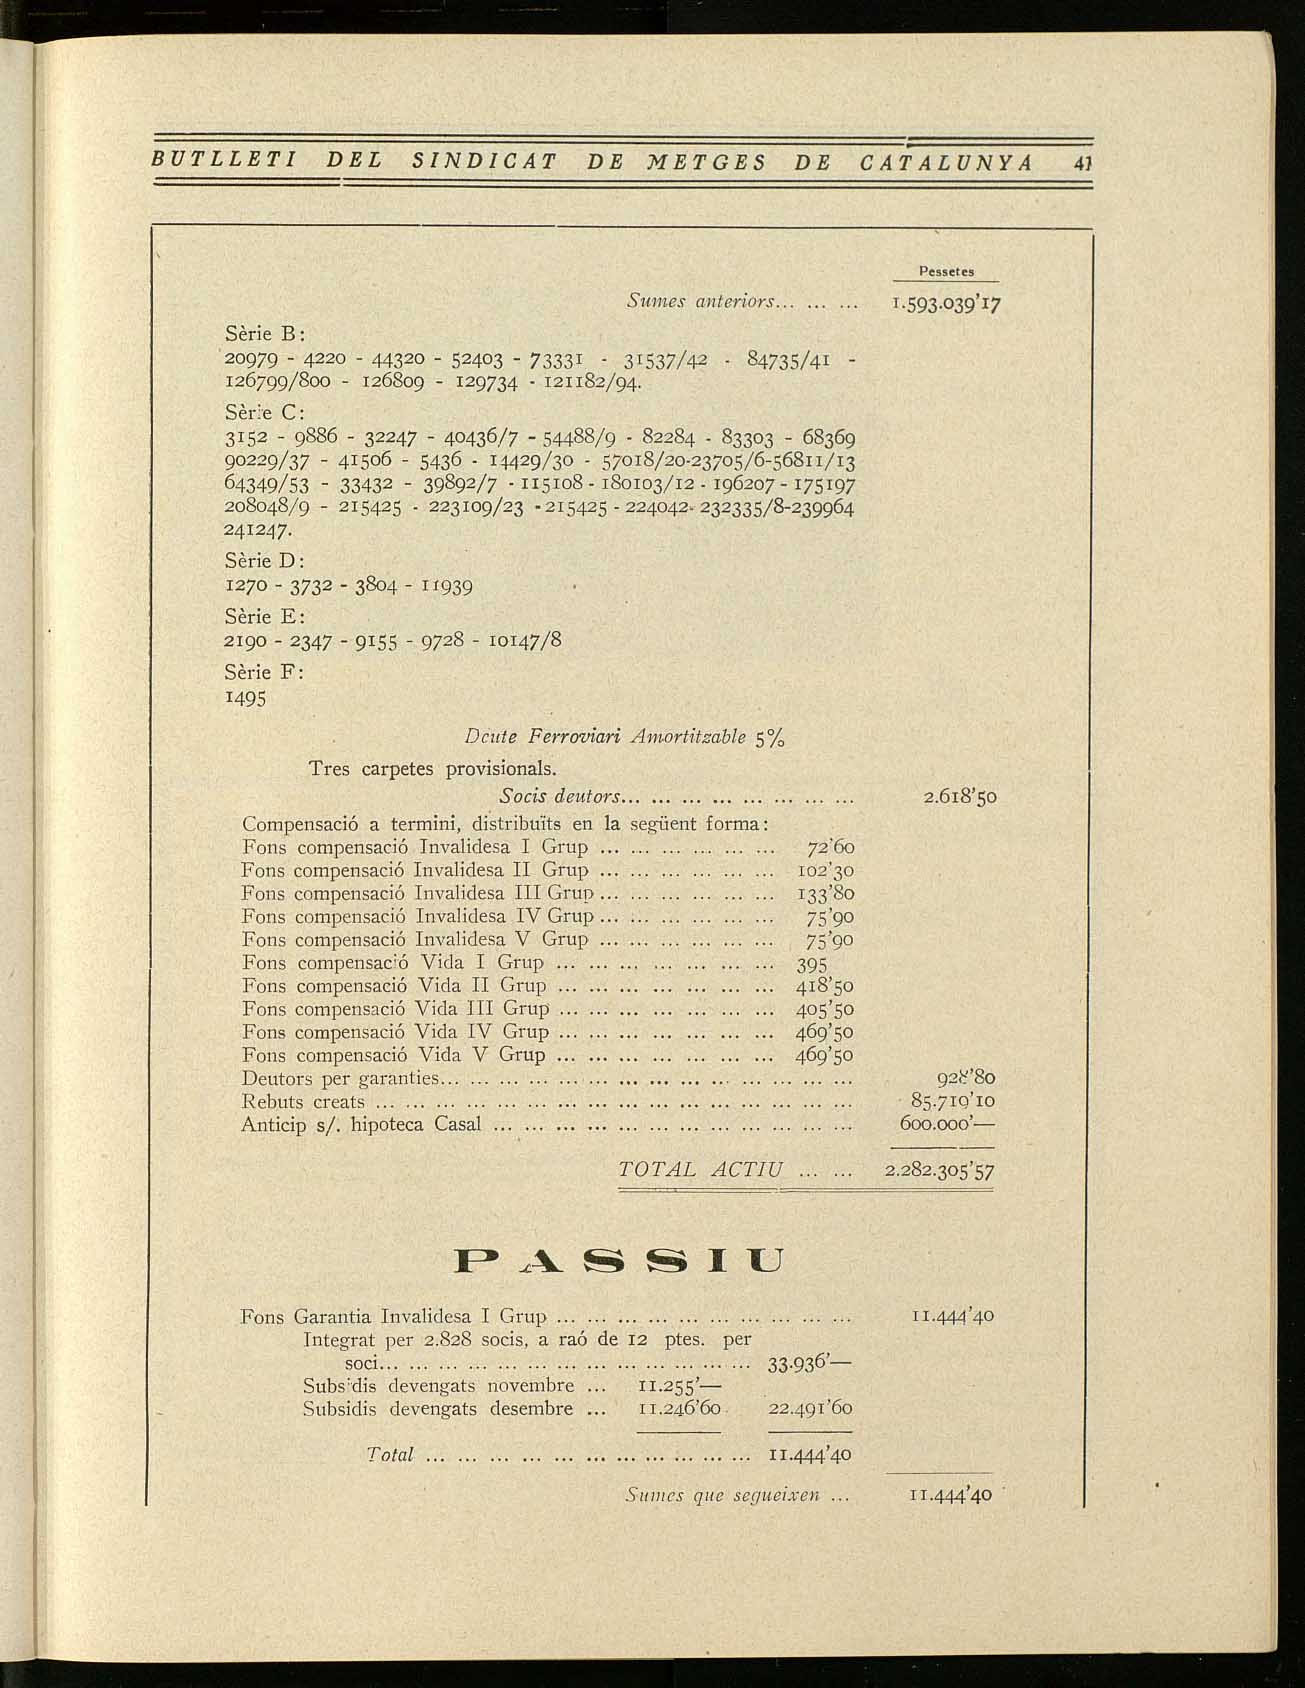 BUTLLETI DEL SINDICAT DE METGES DE CATALUNYA 41
Pessetes
Sumes anteriors... ... ... 1.593.039'17
Sèrie B:
20979 - 4220 - 44320 - 52403 - 73331 - 31537/42 - 84735/41 -
126799/800 - 126809 - 129734 - 121182/94.
Sèrie C:
3152 - 9886 - 32247 - 40436/7 - 54488/9 - 82284 - 83303 - 68369
90229/37 - 41506 - 5436 - 14429/30 - 57018/20-23705/6-56811/13
64349/53 - 33432 - 39892/7 - 115108 - 180103/12 - 196207 - 175197
208048/9 - 215425 - 223109/23 - 215425 - 224042- 232335/8-239964
241247.
Sèrie D:
1270 - 3732 - 3804 - 11939
Sèrie E:
2190 - 2347 - 9155 - 9728 - 10147/8
Sèrie F:
1495
Deute Ferroviari Amortitzable 5%
Tres carpetes provisionals.
Socis deutors... ... ... ... ... ... ... ... 2.618'50
Compensació a termini, distribuïts en la següent forma:
Fons compensació Invalidesa I Grup ... ... ... ... ... ... 72'60
Fons compensació Invalidesa II Grup ... ... ... ... ... ... 102'30
Fons compensació Invalidesa III Grup ... ... ... ... ... ... 133'80
Fons compensació Invalidesa IV Grup ... ... ... ... ... ... 75'90
Fons compensació Invalidesa V Grup ... ... ... ... ... ... 75'90
Fons compensació Vida I Grup ... ... ... ... ... ... ... 395
Fons compensació Vida II Grup ... ... ... ... ... ... ... 418'50
Fons compensació Vida III Grup ... ... ... ... ... ... ... 405'50
Fons compensació Vida IV Grup ... ... ... ... ... ... ... 469'50
Fons compensació Vida V Grup ... ... ... ... ... ... ... 469'50
Deutors per garanties... ... ... ... ... ... ... ... ... ... ... ... ... ... 928'80
Rebuts creats ... ... ... ... ... ... ... ... ... ... ... ... ... ... ... ... 85.719'10
Anticip s/. hipoteca Casal ... ... ... ... ... ... ... ... ... ... ... ... 600.000'—
TOTAL ACTIU ... ... 2.282.305'57
PASSIU
Fons Garantia Invalidesa I Grup ... ... ... ... ... ... ... ... ... ... 11.444'40
Integrat per 2.828 socis, a raó de 12 ptes. per
soci... ... ... ... ... ... ... ... ... ... ... ... ... 33.936'—
Subsidis devengats novembre ... 11.255'—
Subsidis devengats desembre ... 11.246'60 22.491'60
Total ... ... ... ... ... ... ... ... ... ... ... 11.444'40
Sumes que segueixen ... 11.444'40